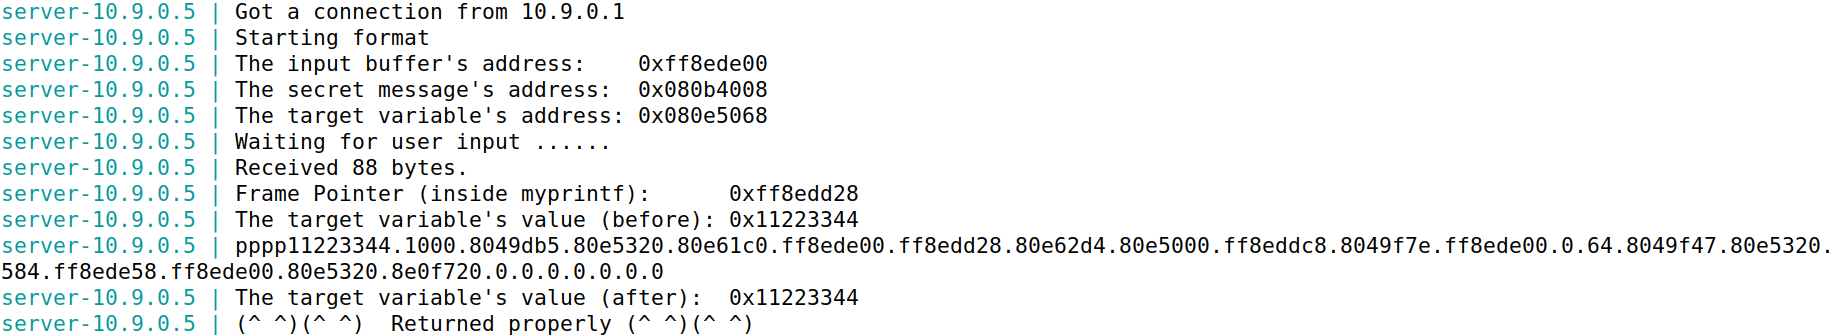 server-10.9.0.5 | Got a connection from 10.9.0.1
server-10.9.0.5 | Starting format
server-10.9.0.5 | The input buffer's address:    0xff8ede00
server-10.9.0.5 | The secret message's address:  0x080b4008
server-10.9.0.5 | The target variable's address: 0x080e5068
server-10.9.0.5 | Waiting for user input ......
server-10.9.0.5 | Received 88 bytes.
server-10.9.0.5 | Frame Pointer (inside myprintf):      0xff8edd28
server-10.9.0.5 | The target variable's value (before): 0x11223344
server-10.9.0.5 | pppp11223344.1000.8049db5.80e5320.80e61c0.ff8ede00.ff8edd28.80e62d4.80e5000.ff8eddc8.8049f7e.ff8ede00.0.64.8049f47.80e5320.
584.ff8ede58.ff8ede00.80e5320.8e0f720.0.0.0.0.0.0.0
server-10.9.0.5 | The target variable's value (after):  0x11223344
server-10.9.0.5 | (^_^)(^_^)  Returned properly (^_^)(^_^)